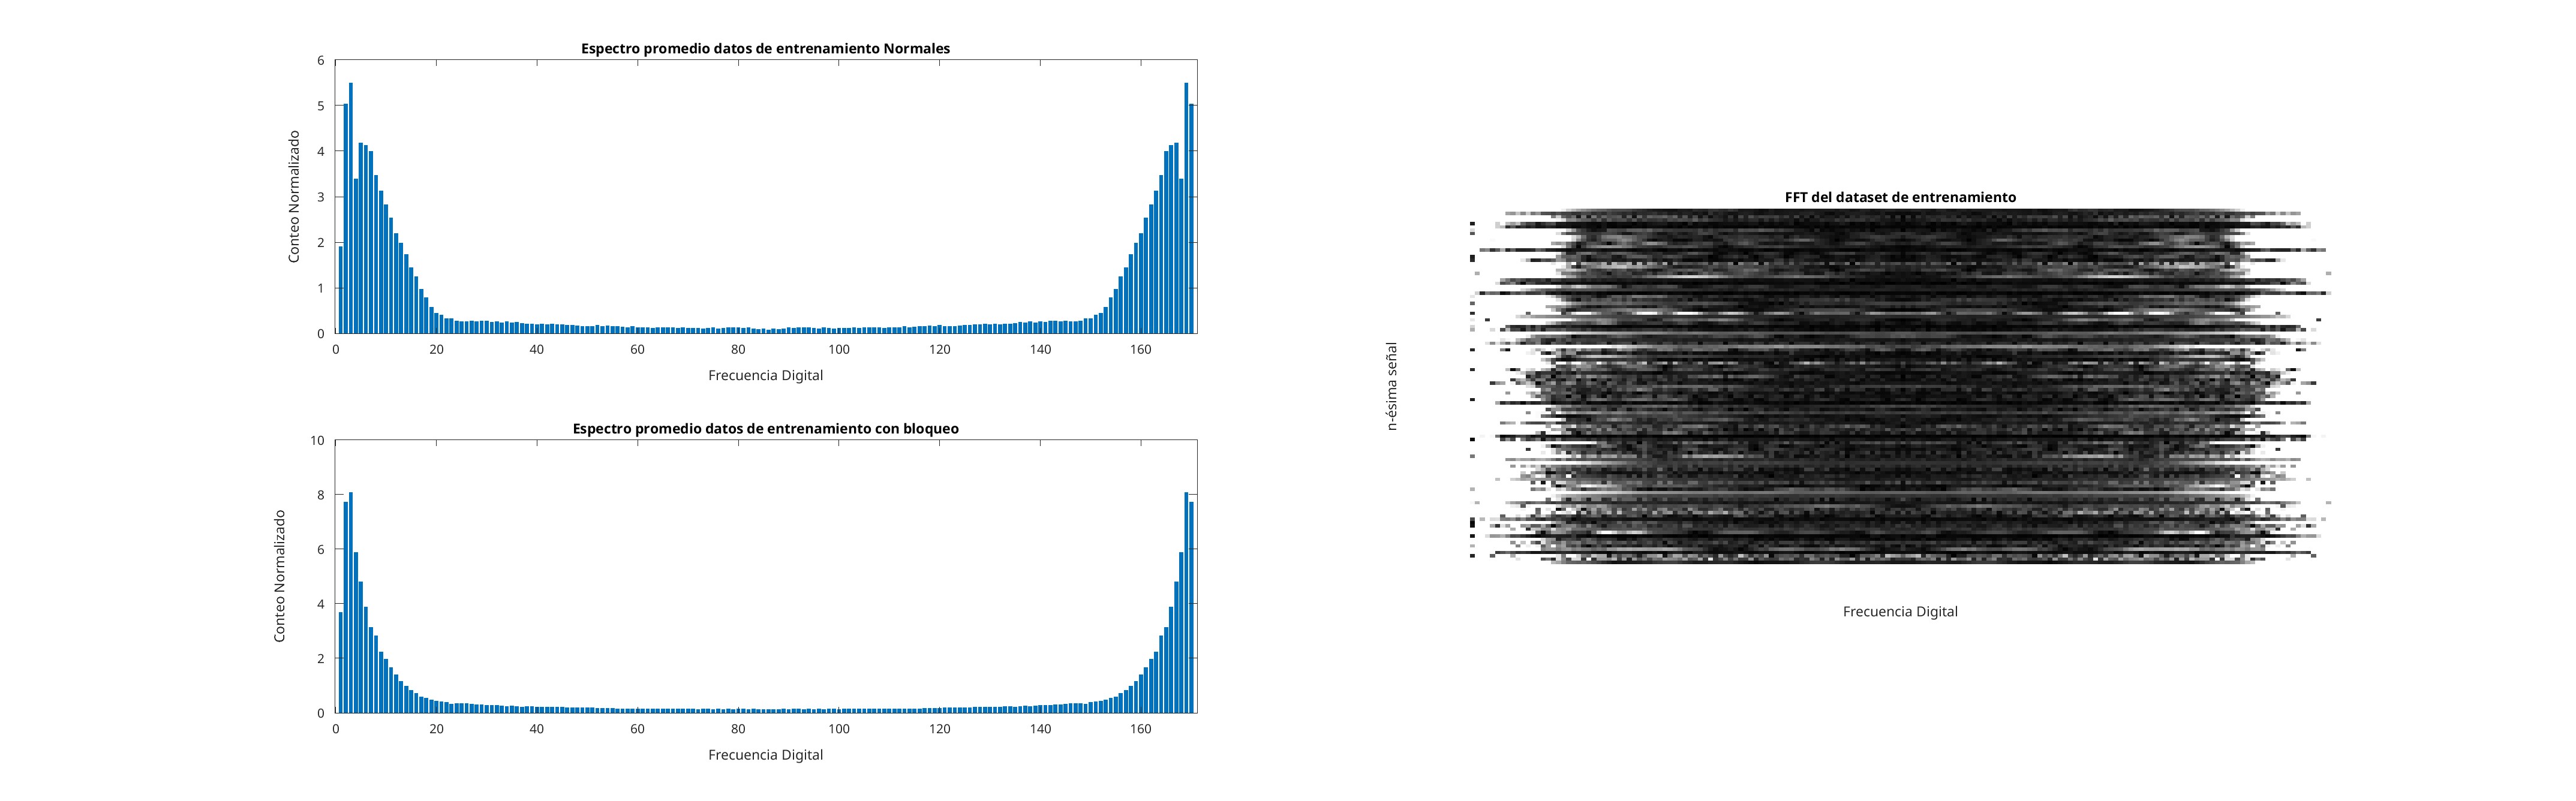 Espectro promedio datos de entrenamiento Normales
6
5
4
3
2
1
0
Conteo Normalizado
0 20 40 60 80 100 120 140 160
Frecuencia Digital
Espectro promedio datos de entrenamiento con bloqueo
10
8
6
4
2
0
Conteo Normalizado
0 20 40 60 80 100 120 140 160
Frecuencia Digital
FFT del dataset de entrenamiento
n-ésima señal
Frecuencia Digital